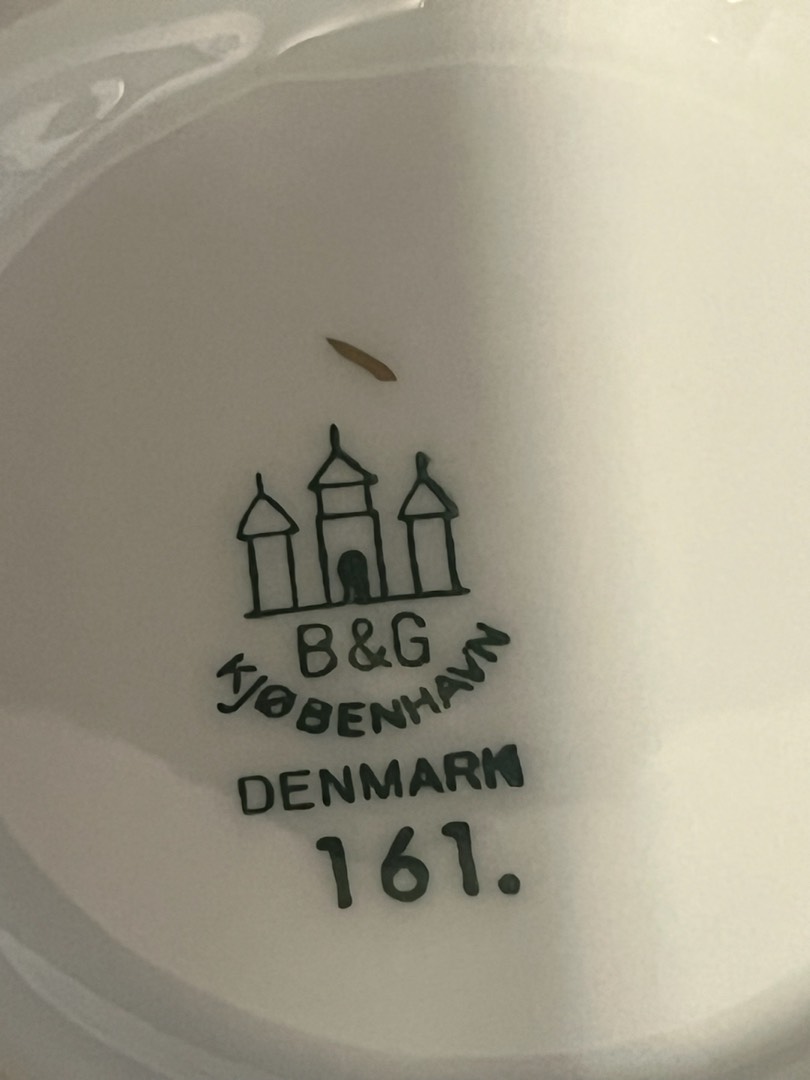 B&G
KJØBENHAVN
DENMARK
161.